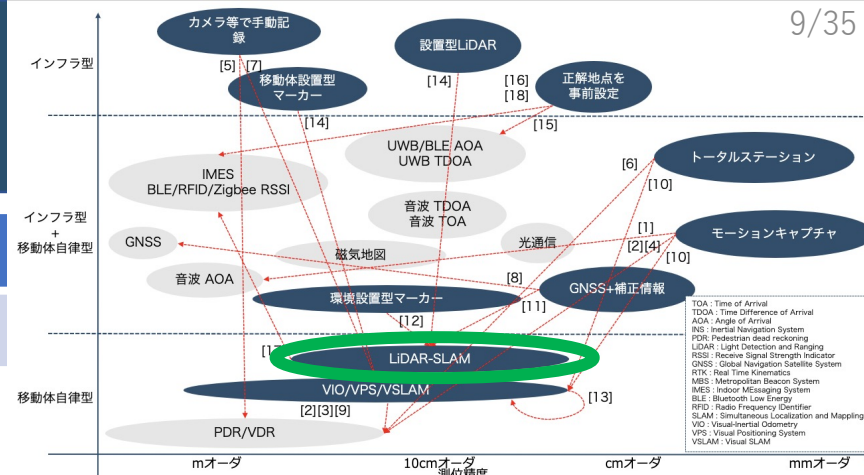 9/35
カメラ等で手動記
録
設置型LiDAR
インフラ型
[5]
[7]
移動体設置型
マーカー
[14]
[16]
[18]
正解地点を
事前設定
[14]
[15]
UWB/BLE AOA
UWB TDOA
[6]
トータルステーション
IMES
BLE/RFID/Zigbee RSSI
[10]
音波 TDOA
音波 TOA
インフラ型
+
移動体自律型
[1]
モーションキャプチャ
GNSS
光通信
[2][4]
磁気地図
[10]
音波 AOA
[8]
GNSS+補正情報
環境設置型マーカー
[11]
[12]
TOA : Time of Arrival
TDOA : Time Difference of Arrival
AOA : Angle of Arrival
INS : Inertial Navigation System
PDR: Pedestrian dead reckoning
LiDAR : Light Detection and Ranging
RSSI : Receive Signal Strength Indicator
GNSS : Global Navigation Satellite System
RTK : Real Time Kinematics
MBS : Metropolitan Beacon System
IMES : Indoor MEssaging System
BLE : Bluetooth Low Energy
RFID : Radio Frequency IDentifier
SLAM : Simultaneous Localization and Mapping
VIO : Visual-Inertial Odometry
VPS : Visual Positioning System
VSLAM : Visual SLAM
LiDAR-SLAM
移動体自律型
VIO/VPS/VSLAM
[13]
[2][3][9]
PDR/VDR
mオーダ
10cmオーダ
cmオーダ
mmオーダ
測位精度